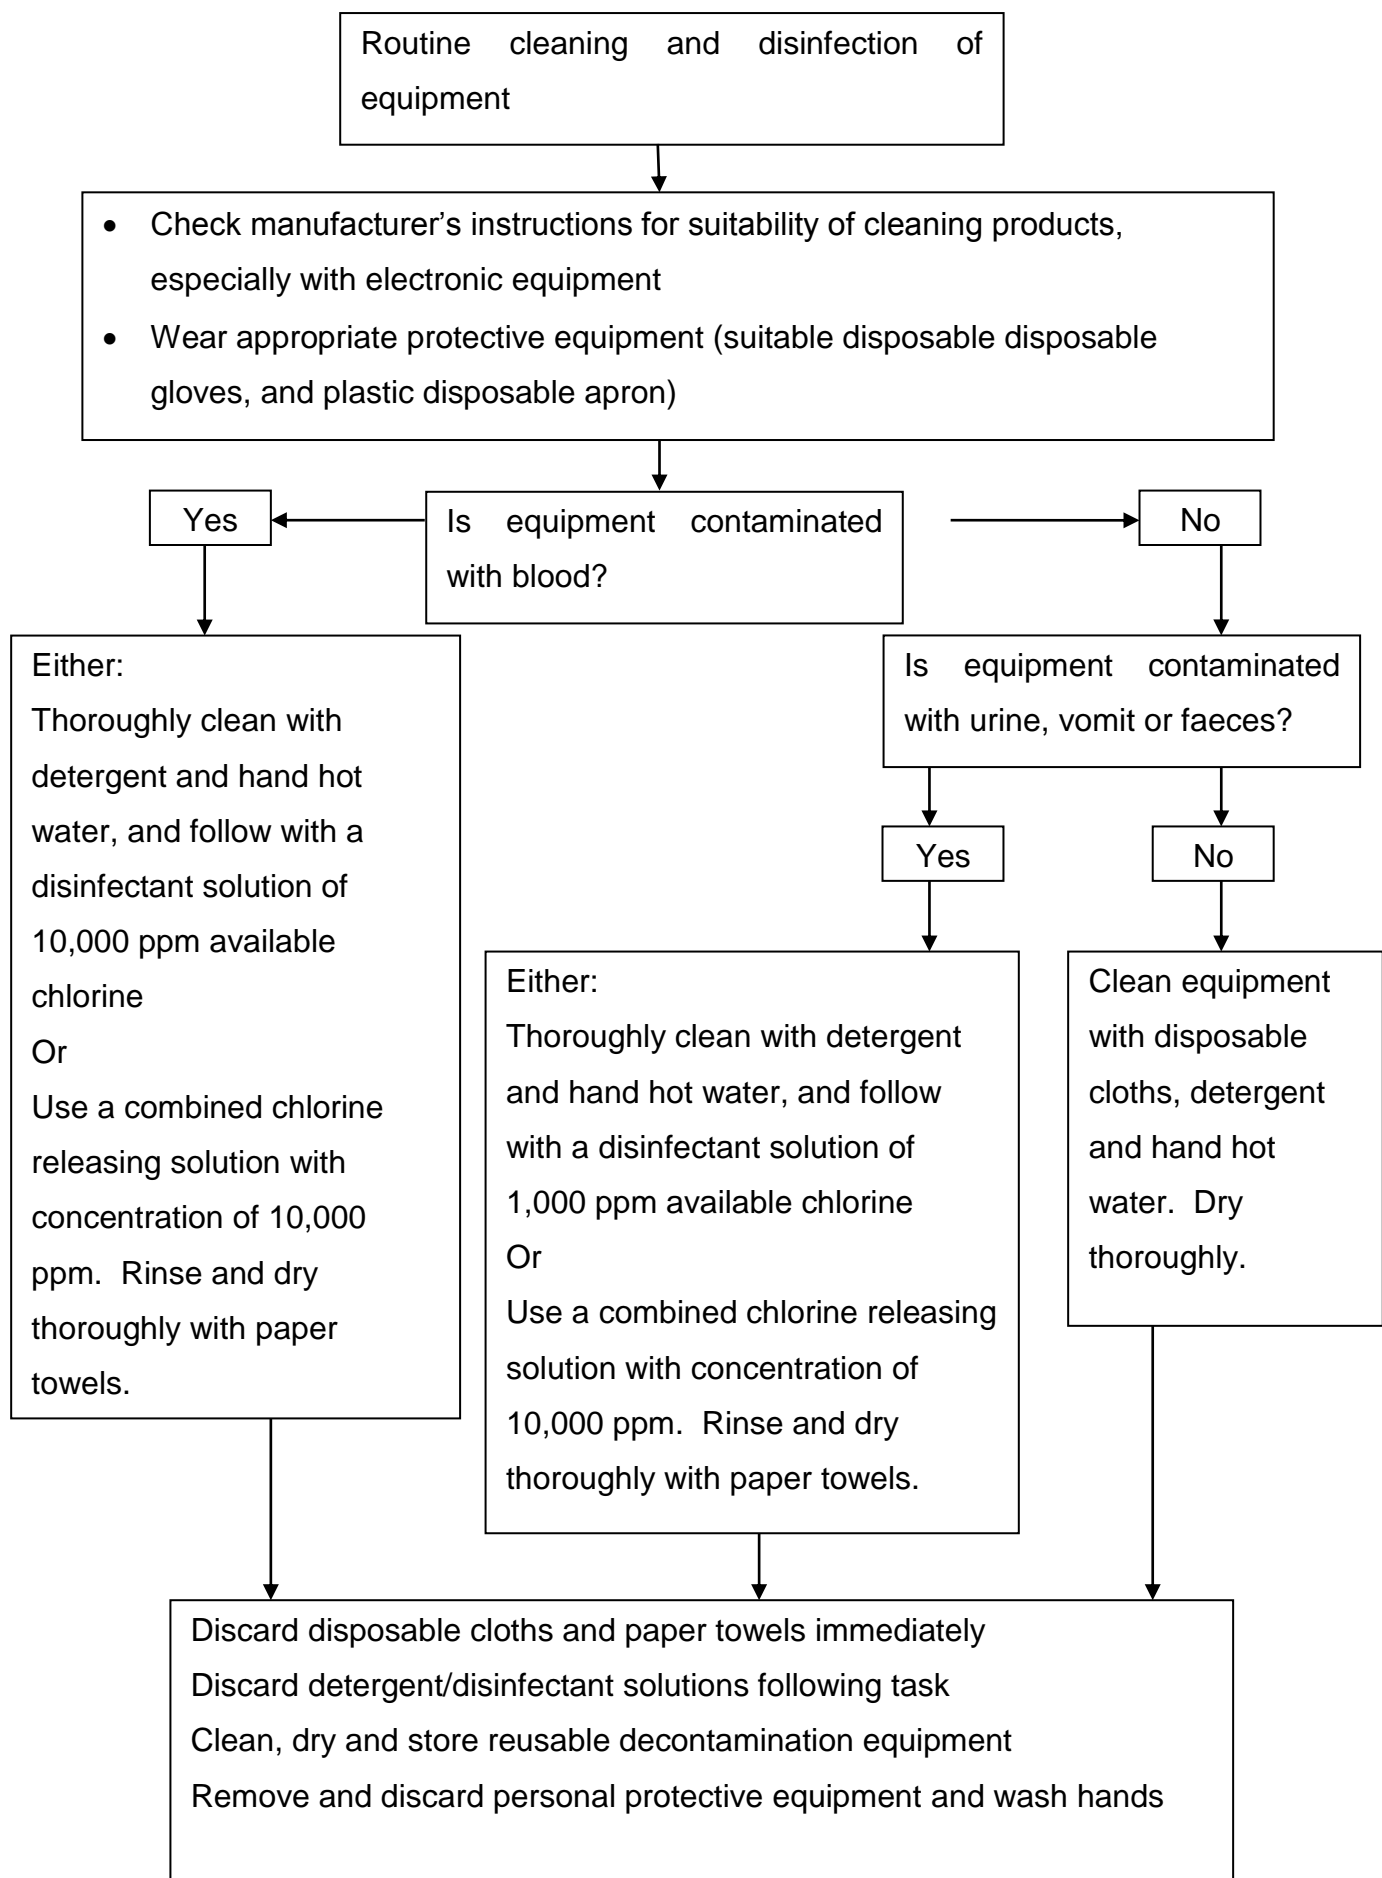 Routine cleaning and disinfection of
equipment
• Check manufacturer’s instructions for suitability of cleaning products,
especially with electronic equipment
• Wear appropriate protective equipment (suitable disposable disposable
gloves, and plastic disposable apron)
Yes
Is equipment contaminated
with blood?
No
Either:
Thoroughly clean with
detergent and hand hot
water, and follow with a
disinfectant solution of
10,000 ppm available
chlorine
Or
Use a combined chlorine
releasing solution with
concentration of 10,000
ppm.  Rinse and dry
thoroughly with paper
towels.
Is equipment contaminated
with urine, vomit or faeces?
Yes
No
Either:
Thoroughly clean with detergent
and hand hot water, and follow
with a disinfectant solution of
1,000 ppm available chlorine
Or
Use a combined chlorine releasing
solution with concentration of
10,000 ppm.  Rinse and dry
thoroughly with paper towels.
Clean equipment
with disposable
cloths, detergent
and hand hot
water.  Dry
thoroughly.
Discard disposable cloths and paper towels immediately
Discard detergent/disinfectant solutions following task
Clean, dry and store reusable decontamination equipment
Remove and discard personal protective equipment and wash hands